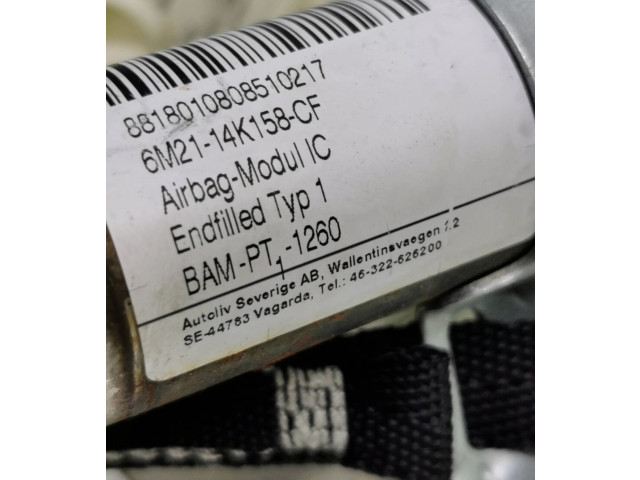 8818010808510217
6M21-14K158-CF
Airbag-Modul IC
Endfilled Typ 1
BAM-PT₁-1260
Autoliv Severige AB, Wallentinsvaegen 22
SE-44783 Vagarda, Tel.: 46-322-626200